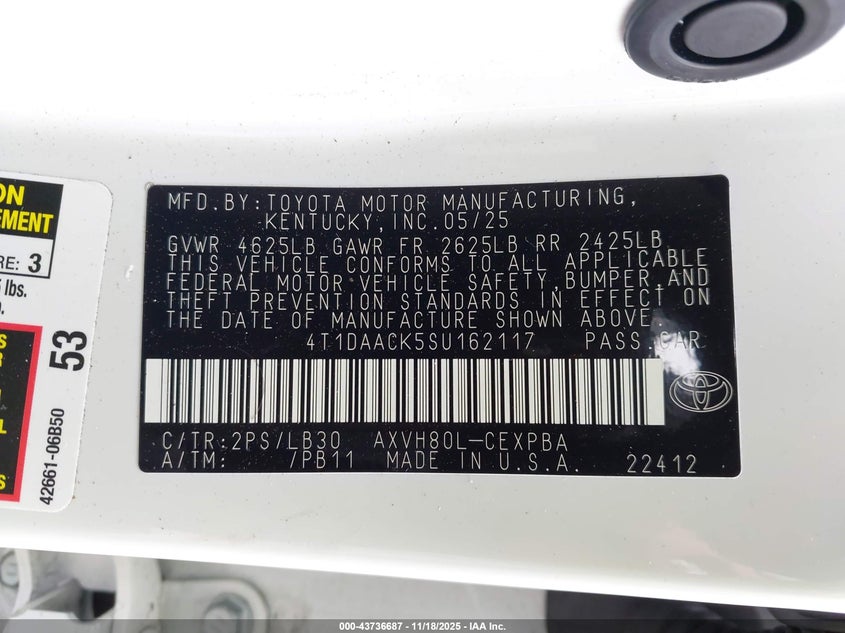 ON
EMENT
RE: 3
lbs.
53
42661-06B50
MFD. BY: TOYOTA MOTOR MANUFACTURING,
KENTUCKY, INC. 05/25
GVWR 4625LB GAWR FR 2625LB RR 2425LB
THIS VEHICLE CONFORMS TO ALL APPLICABLE
FEDERAL MOTOR VEHICLE SAFETY, BUMPER, AND
THEFT PREVENTION STANDARDS IN EFFECT ON
THE DATE OF MANUFACTURE SHOWN ABOVE.
4T1DAACK5SU162117 PASS. CAR
C/TR: 2PS/LB30 AXVH80L-CEXPBA
A/TM: /PB11 MADE IN U.S.A. 22412
000-43736687 - 11/18/2025 - IAA Inc.